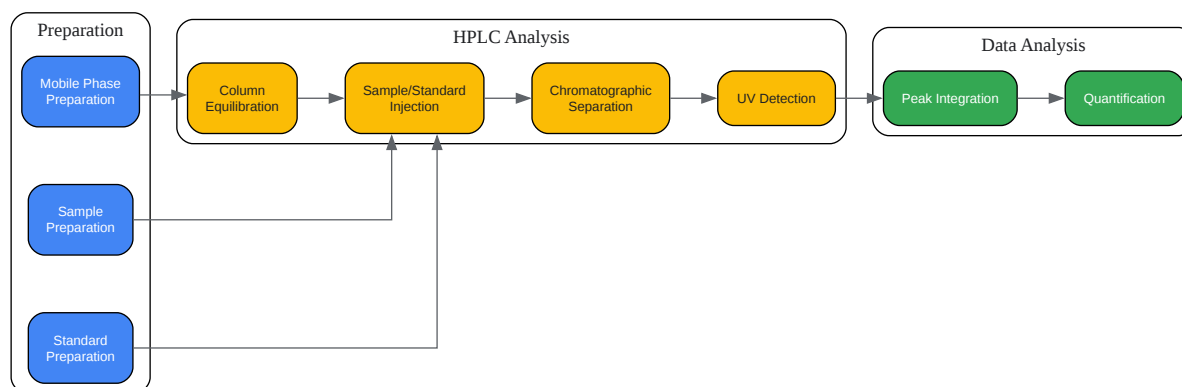 Preparation
Mobile Phase
Preparation
Sample
Preparation
Standard
Preparation
HPLC Analysis
Column
Equilibration
Sample/Standard
Injection
Chromatographic
Separation
UV Detection
Data Analysis
Peak Integration
Quantification